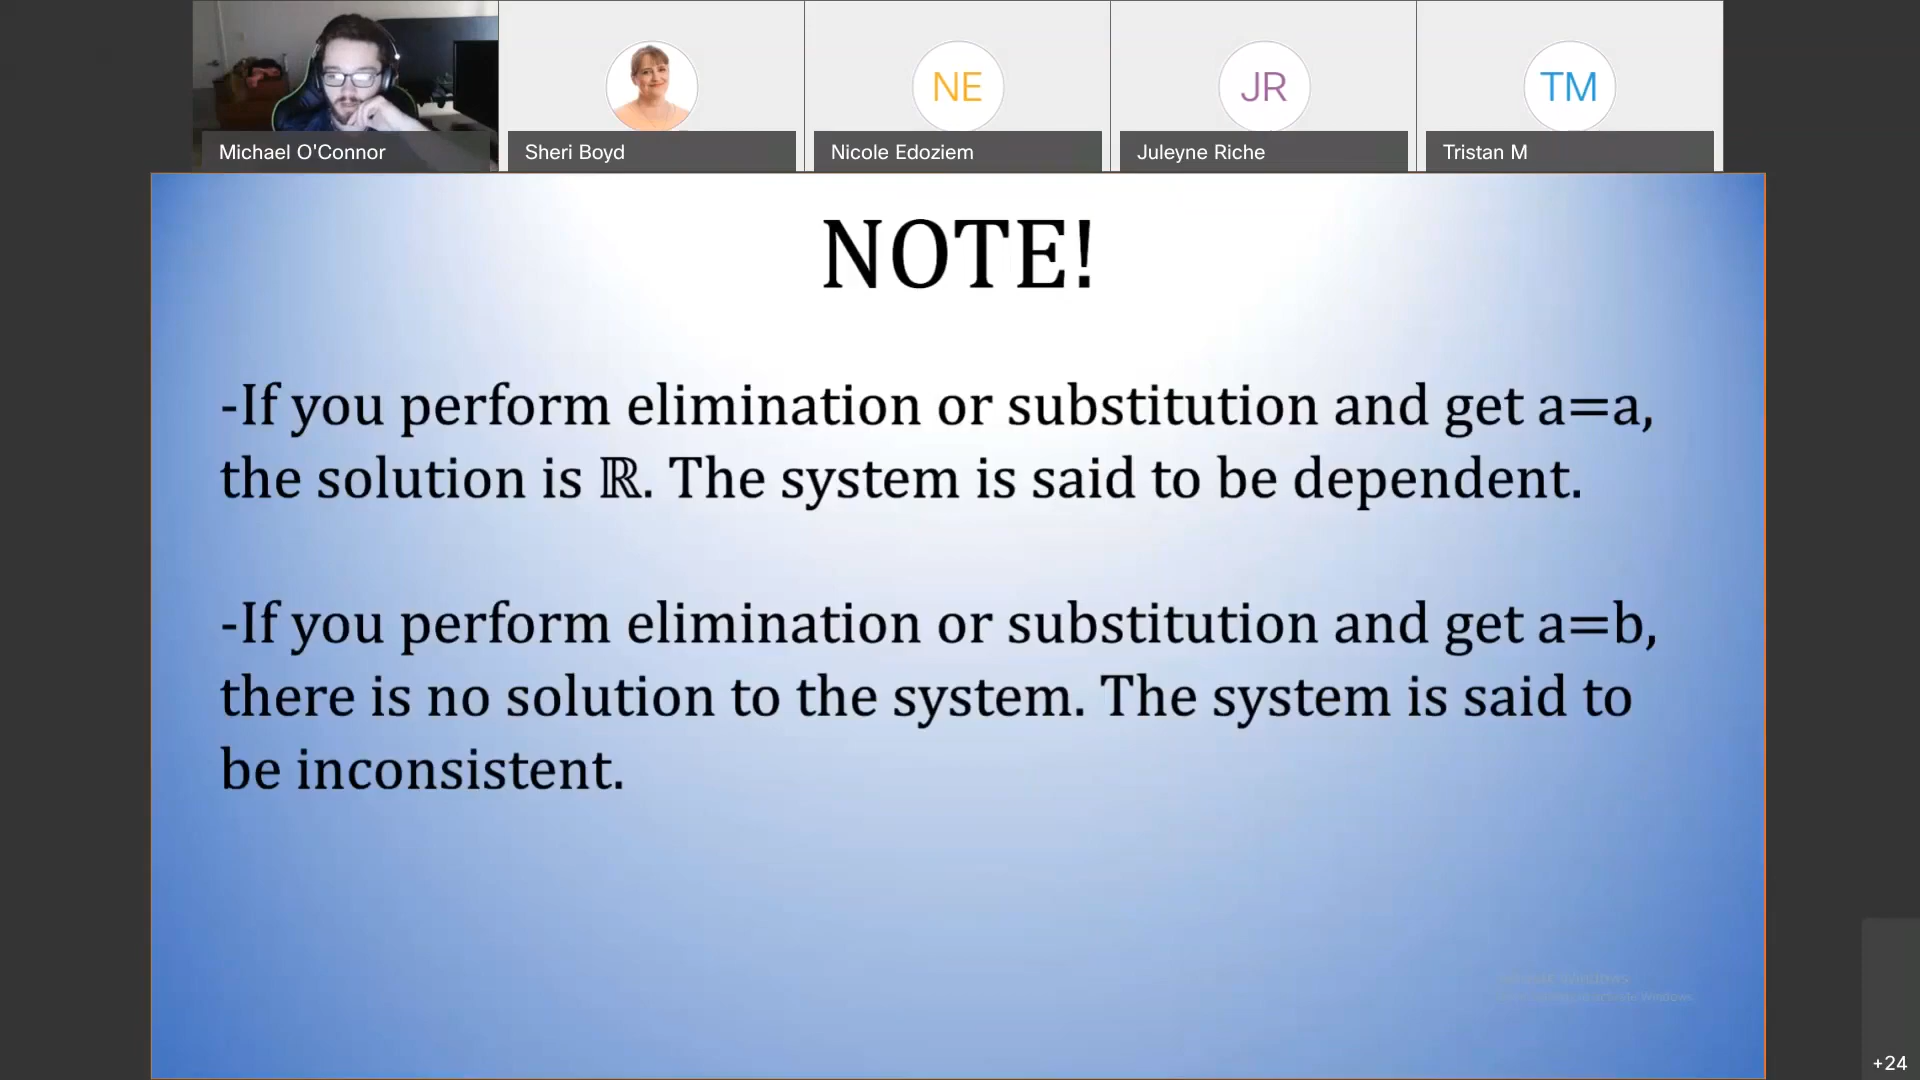 NE
JR
TM
Michael O'Connor
Sheri Boyd
Nicole Edoziem
Juleyne Riche
Tristan M
NOTE!
-If you perform elimination or substitution and get a=a,
the solution is ℝ. The system is said to be dependent.
-If you perform elimination or substitution and get a=b,
there is no solution to the system. The system is said to
be inconsistent.
Windows
Windows
+24